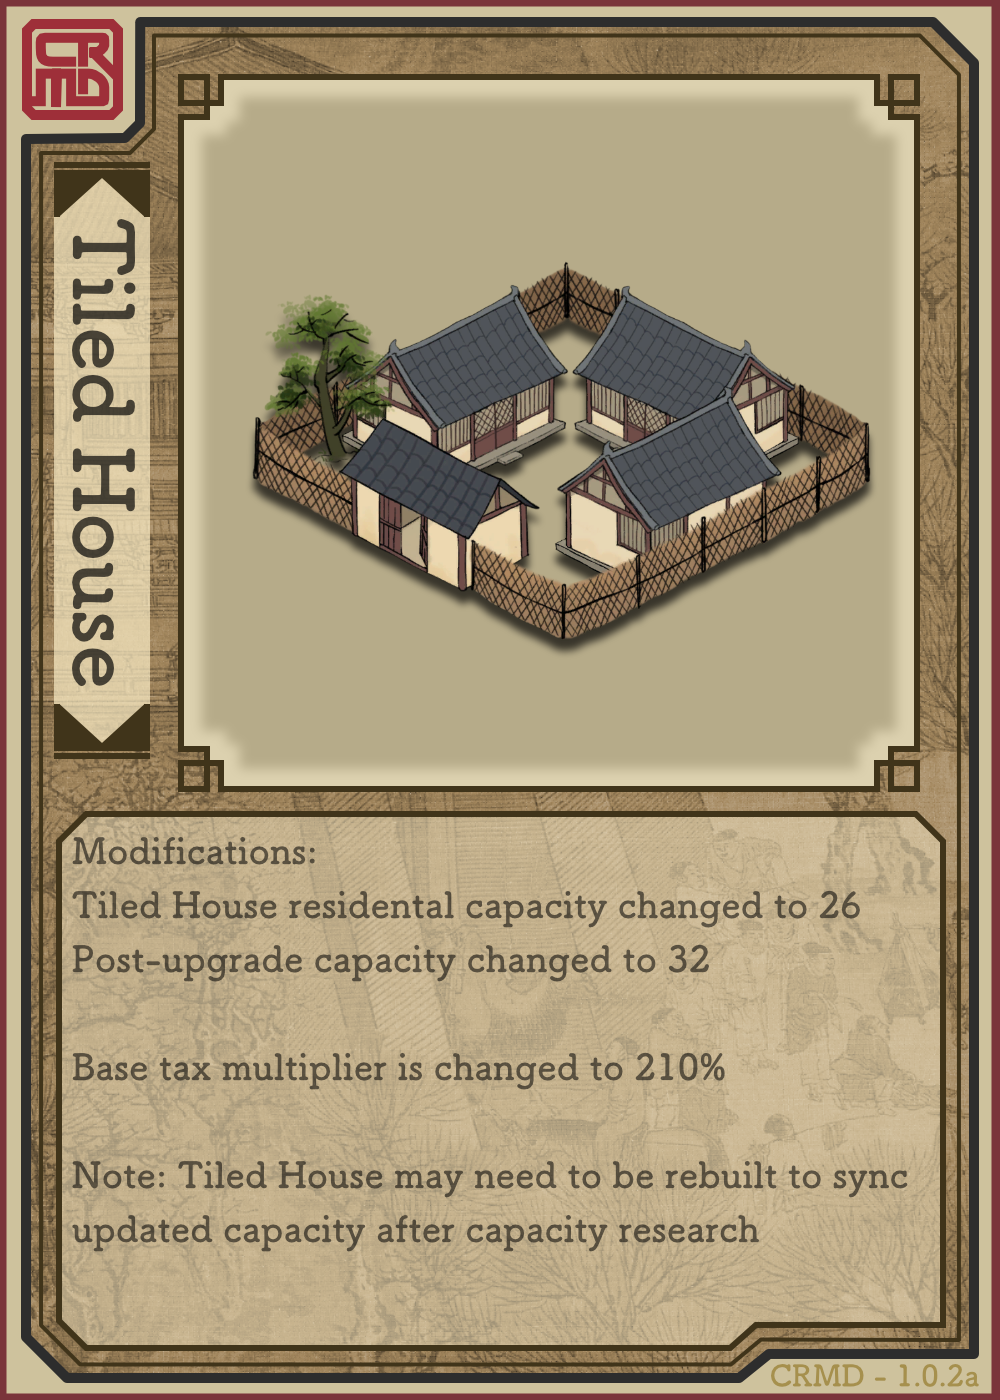 CRMD
Tiled House
Modifications:
Tiled House residental capacity changed to 26
Post-upgrade capacity changed to 32
Base tax multiplier is changed to 210%
Note: Tiled House may need to be rebuilt to sync
updated capacity after capacity research
CRMD - 1.0.2a